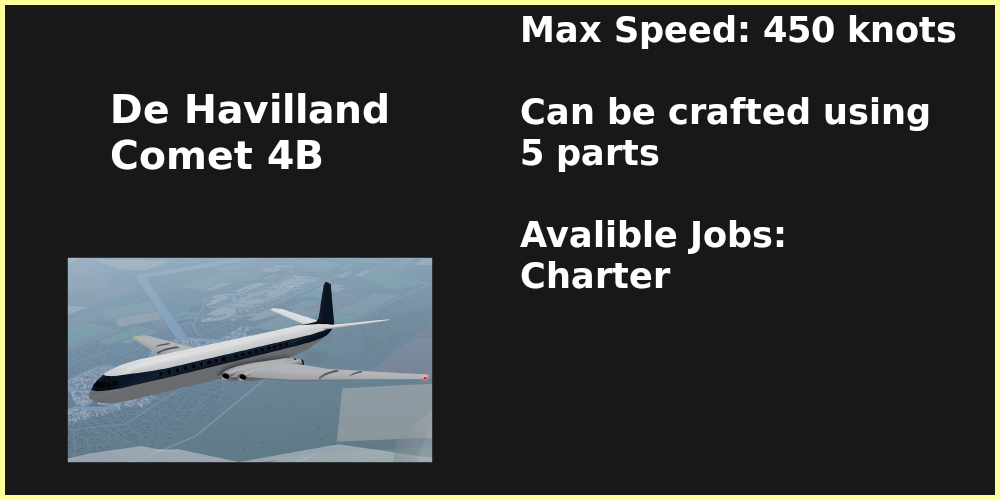 De Havilland
Comet 4B
Max Speed: 450 knots
Can be crafted using
5 parts
Avalible Jobs:
Charter